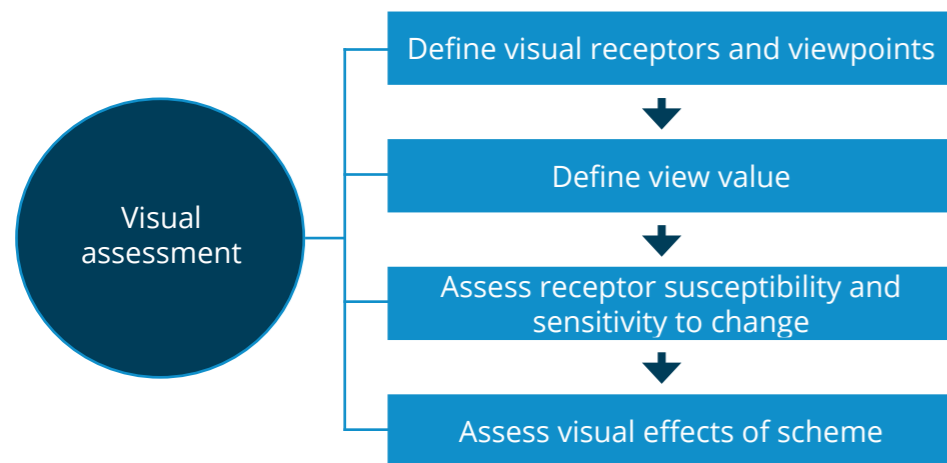 Define visual receptors and viewpoints
Define view value
Visual
assessment
Assess receptor susceptibility and
sensitivity to change
Assess visual effects of scheme